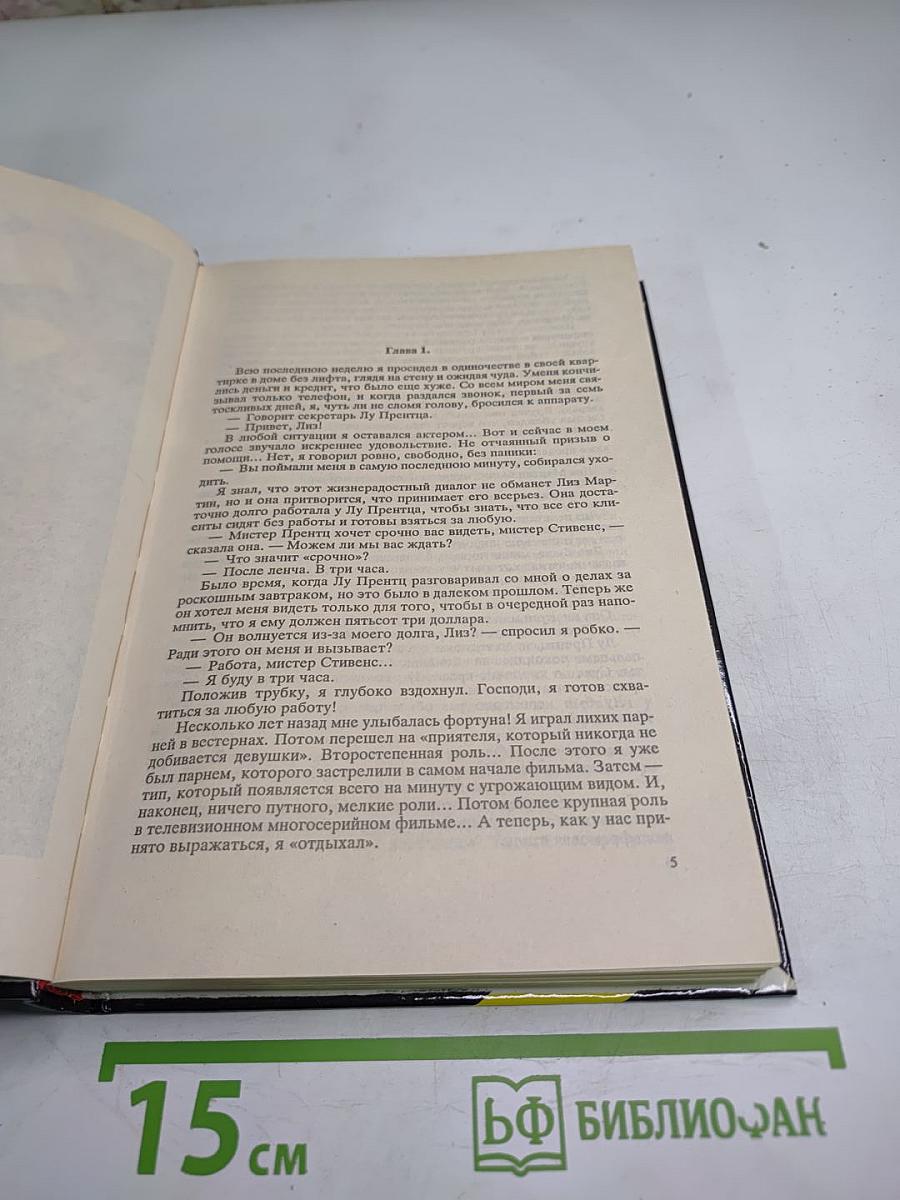 Глава 1.
Всю последнюю неделю я просидел в одиночестве в своей квар-
тирке в доме без лифта, глядя на стену и ожидая чуда. Уменя кончи-
лись деньги и кредит, что было еще хуже. Со всем миром меня свя-
зывал только телефон, и когда раздался звонок, первый за семь
тоскливых дней, я, чуть ли не сломя голову, бросился к аппарату.
— Говорит секретарь Лу Прентца.
— Привет, Лиз!
В любой ситуации я оставался актером... Вот и сейчас в моем
голосе звучало искреннее удовольствие. Не отчаянный призыв о
помощи... Нет, я говорил ровно, свободно, без паники:
— Вы поймали меня в самую последнюю минуту, собирался ухо-
дить.
Я знал, что этот жизнерадостный диалог не обманет Лиз Мар-
тин, но и она притворится, что принимает его всерьез. Она доста-
точно долго работала у Лу Прентца, чтобы знать, что все его кли-
енты сидят без работы и готовы взяться за любую.
— Мистер Прентц хочет срочно вас видеть, мистер Стивенс, —
сказала она. — Можем ли мы вас ждать?
— Что значит «срочно»?
— После ленча. В три часа.
Было время, когда Лу Прентц разговаривал со мной о делах за
роскошным завтраком, но это было в далеком прошлом. Теперь же
он хотел меня видеть только для того, чтобы в очередной раз напо-
мнить, что я ему должен пятьсот три доллара.
— Он волнуется из-за моего долга, Лиз? — спросил я робко. —
Ради этого он меня и вызывает?
— Работа, мистер Стивенс...
— Я буду в три часа.
Положив трубку, я глубоко вздохнул. Господи, я готов схва-
титься за любую работу!
Несколько лет назад мне улыбалась фортуна! Я играл лихих пар-
ней в вестернах. Потом перешел на «приятеля, который никогда не
добивается девушки». Второстепенная роль... После этого я уже
был парнем, которого застрелили в самом начале фильма. Затем —
тип, который появляется всего на минуту с угрожающим видом. И,
наконец, ничего путного, мелкие роли... Потом более крупная роль
в телевизионном многосерийном фильме... А теперь, как у нас при-
нято выражаться, я «отдыхал».
5
15 см
БФ БИБЛИОФАН